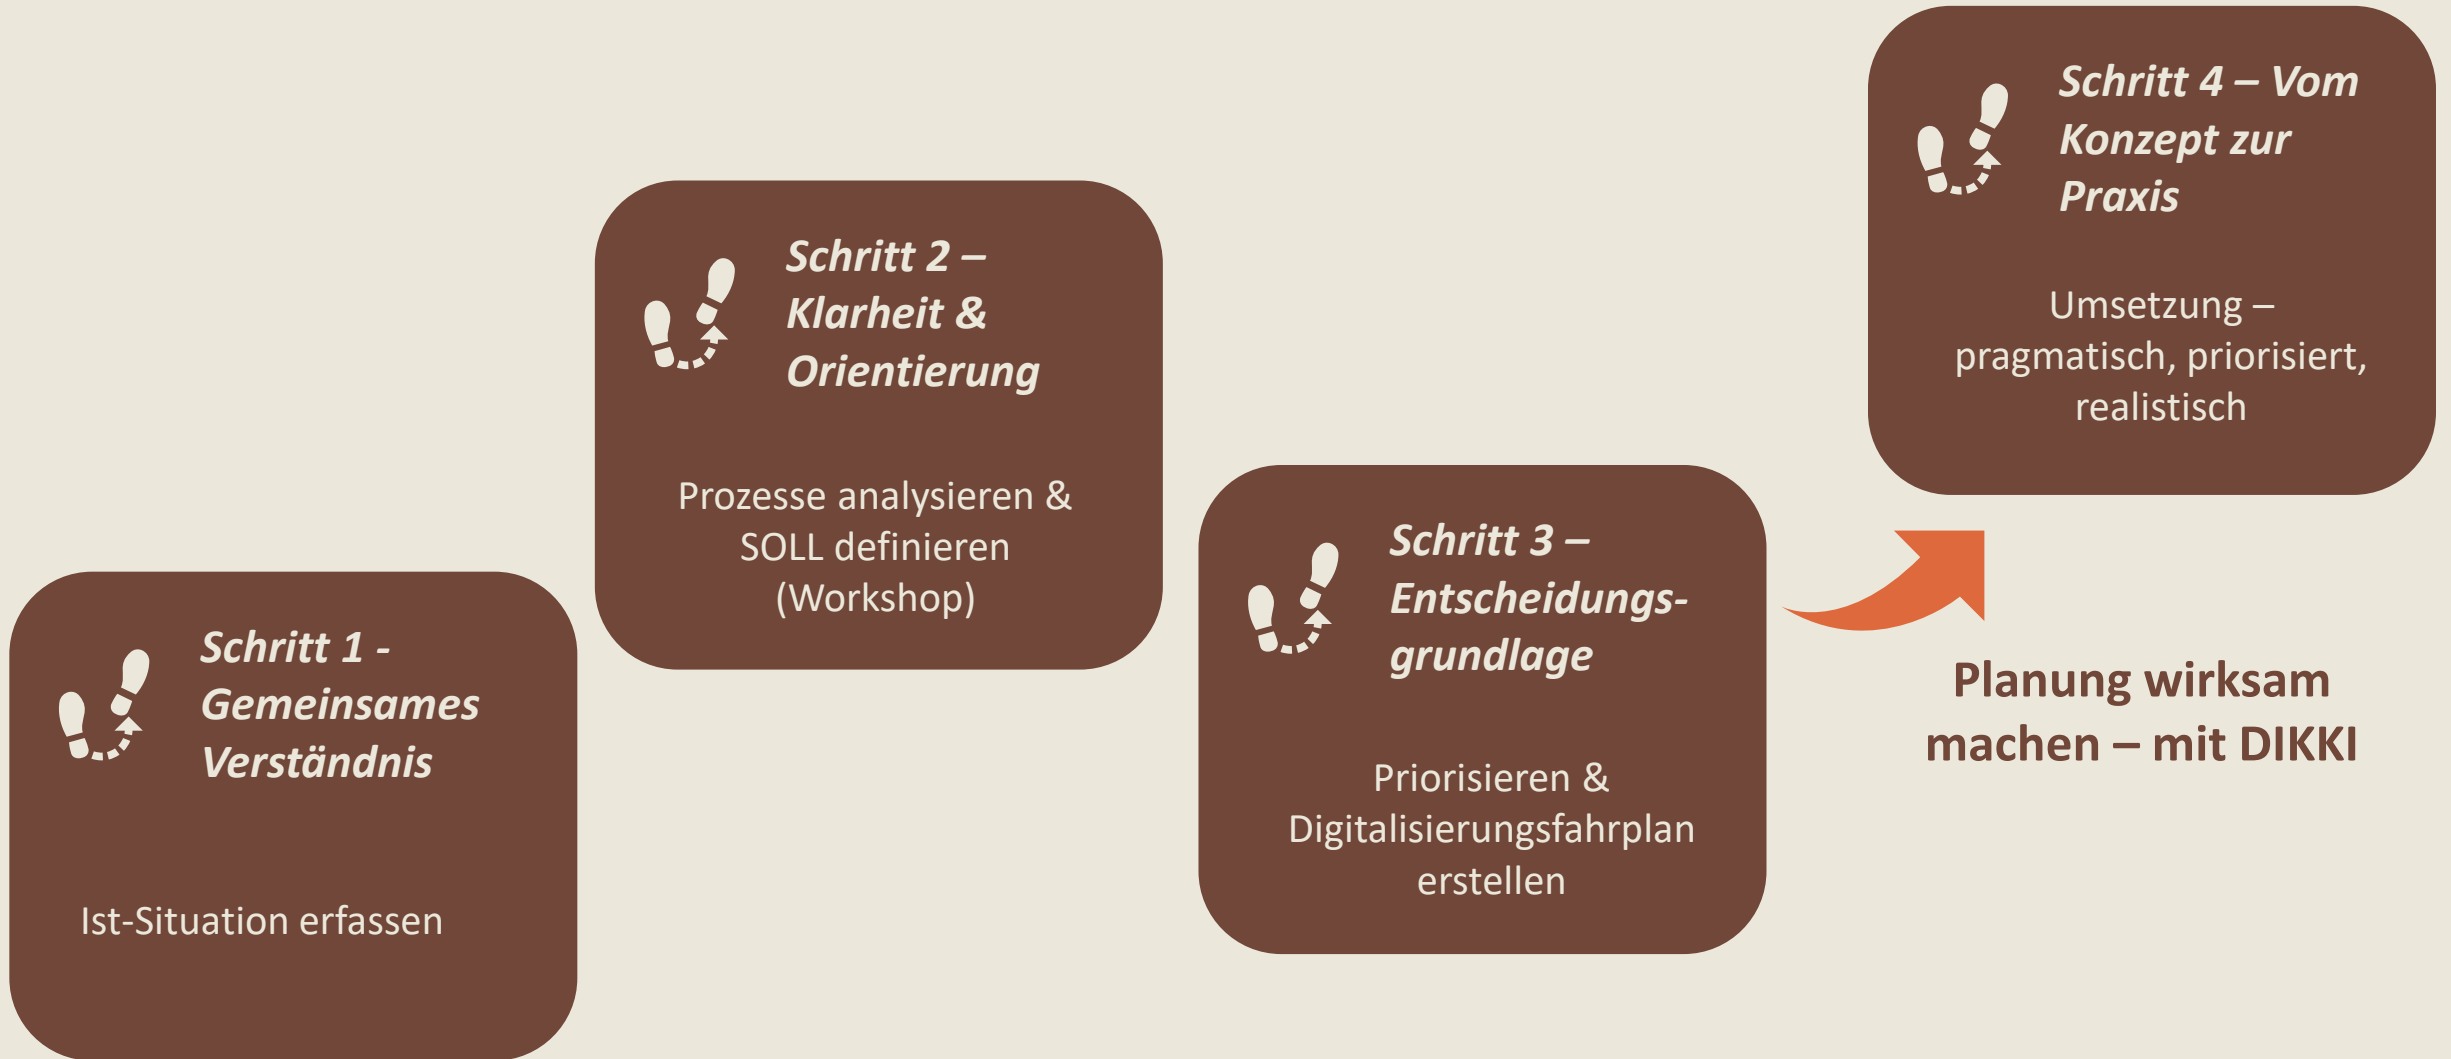 Schritt 1 -
Gemeinsames
Verständnis
Ist-Situation erfassen
Schritt 2 –
Klarheit &
Orientierung
Prozesse analysieren &
SOLL definieren
(Workshop)
Schritt 3 –
Entscheidungs-
grundlage
Priorisieren &
Digitalisierungsfahrplan
erstellen
Schritt 4 – Vom
Konzept zur
Praxis
Umsetzung –
pragmatisch, priorisiert,
realistisch
Planung wirksam
machen – mit DIKKI